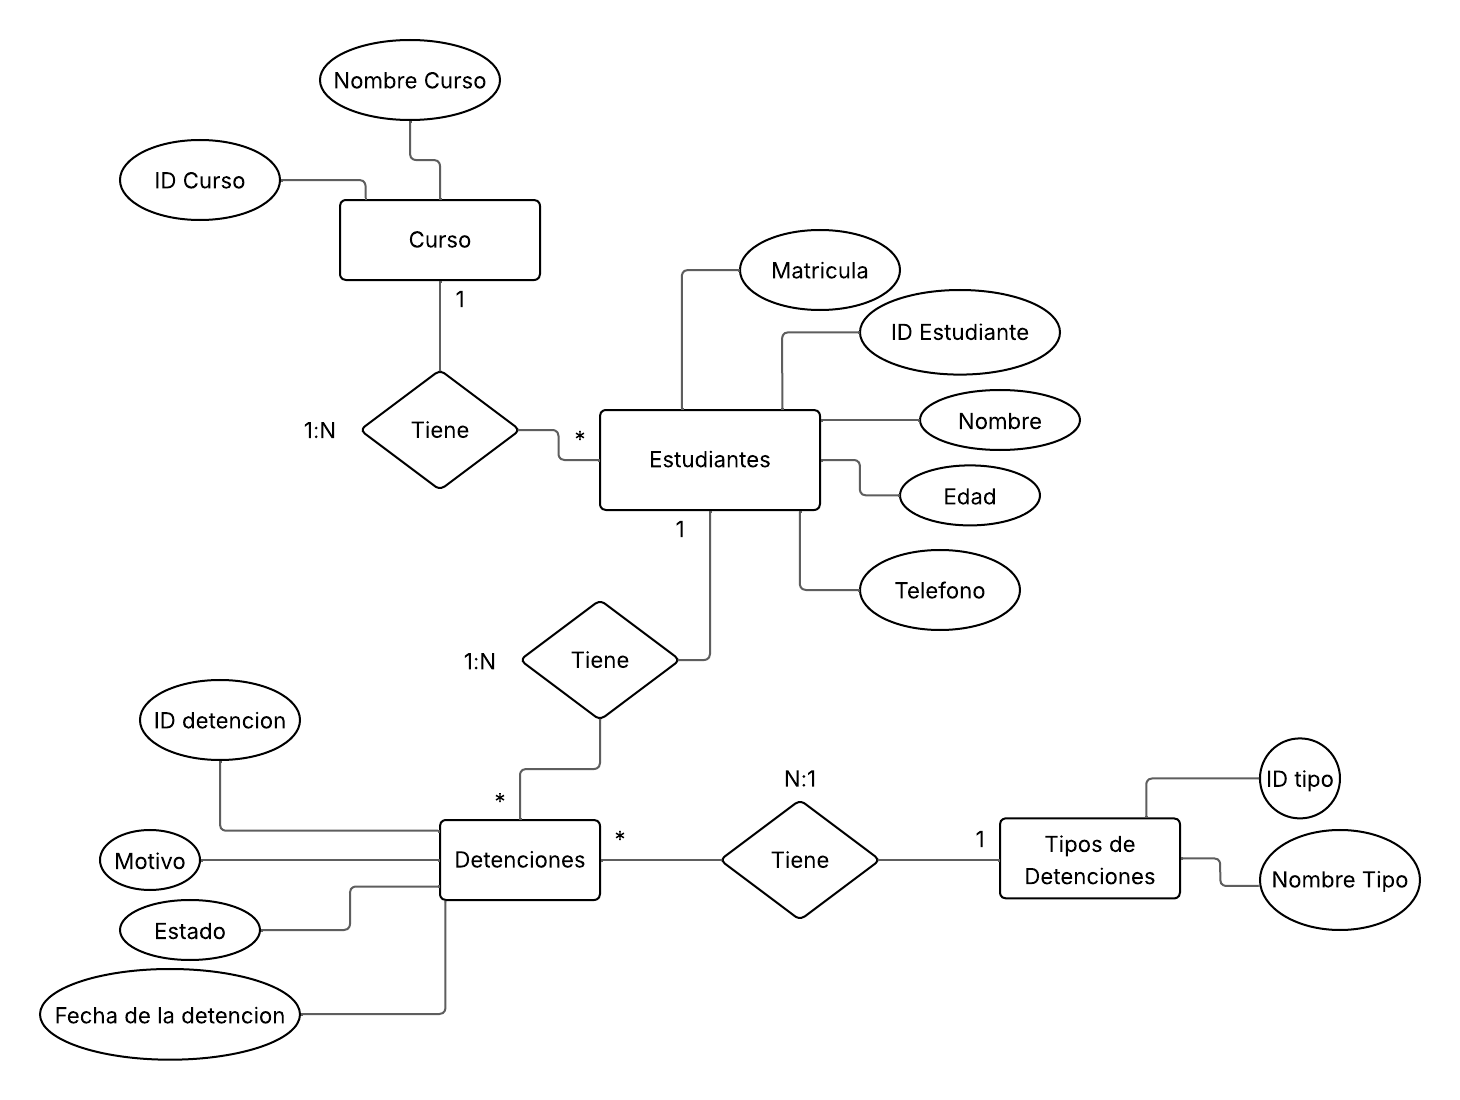 Nombre Curso
ID Curso
Curso
1
Matricula
ID Estudiante
1:N
Tiene
*
Estudiantes
Nombre
Edad
1
Telefono
1:N
Tiene
ID detencion
*
N:1
ID tipo
Motivo
Detenciones
*
Tiene
1
Tipos de
Detenciones
Nombre Tipo
Estado
Fecha de la detencion